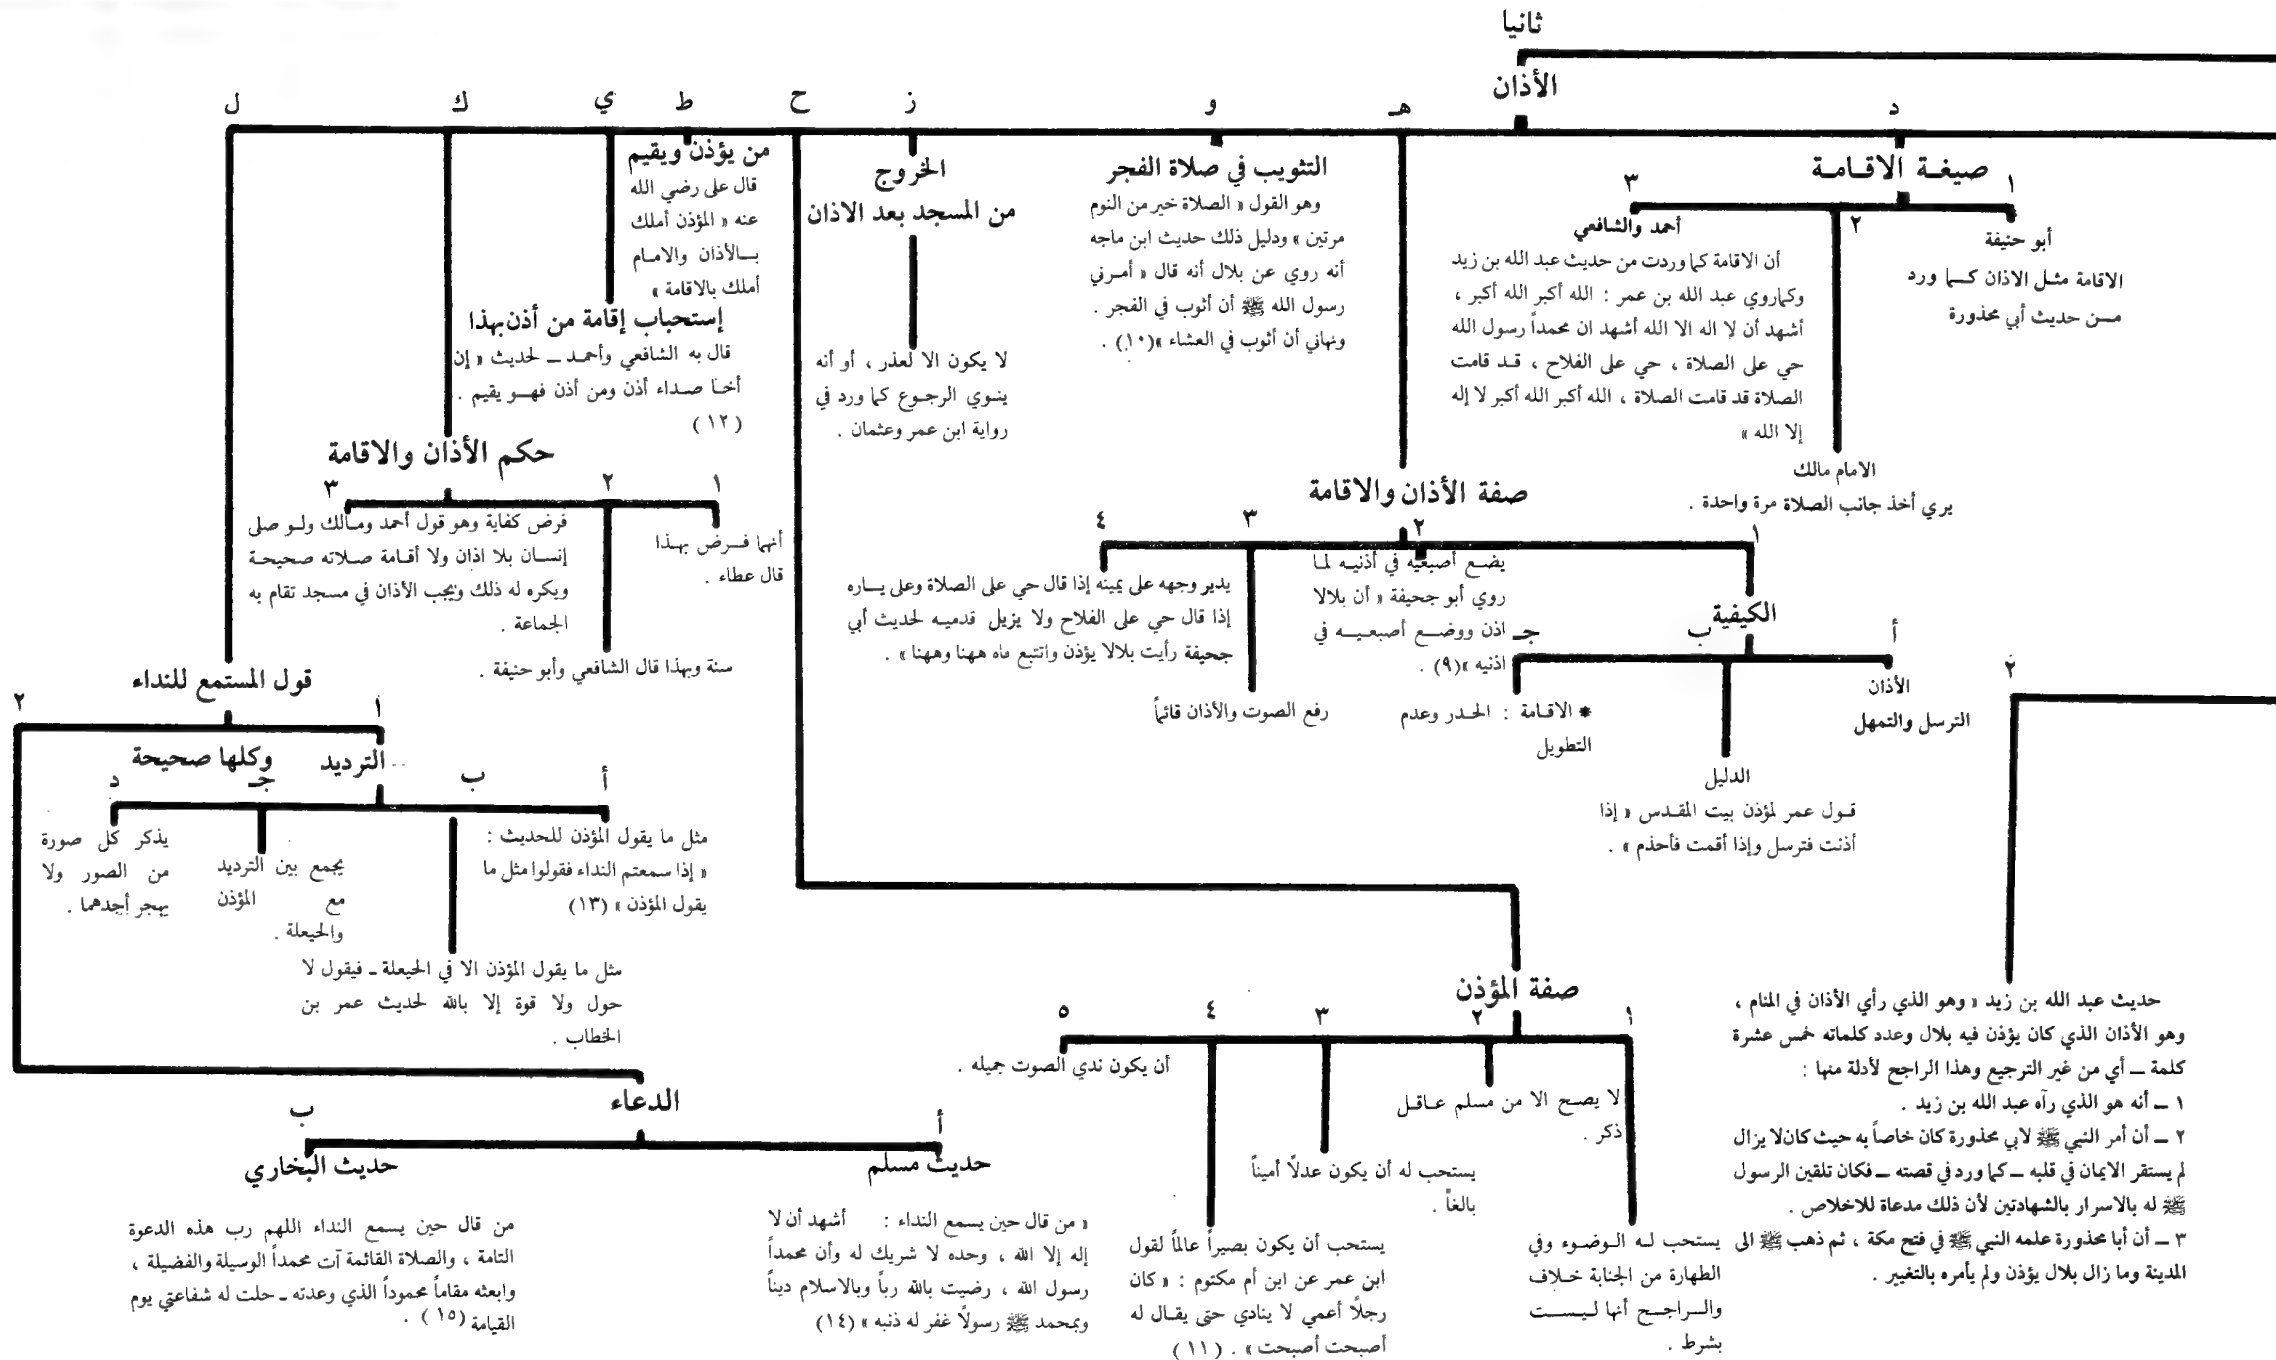 ثانيا
الأذان
د
هـ
و
ز
ح
ط
ي
ك
ل
صيغة الاقامة
١
٢
٣
أبو حنيفة
الاقامة مثل الاذان كما ورد
من حديث أبي محذورة
الامام مالك
يري أخذ جانب الصلاة مرة واحدة .
أحمد والشافعي
أن الاقامة كما وردت من حديث عبد الله بن زيد
وكماروي عبد الله بن عمر : الله أكبر الله أكبر ،
أشهد أن لا اله الا الله أشهد ان محمداً رسول الله
حي على الصلاة ، حي على الفلاح ، قد قامت
الصلاة قد قامت الصلاة ، الله أكبر الله أكبر لا إله
إلا الله »
صفة الأذان والاقامة
١
٢
٣
٤
الكيفية
أ
ب
جـ
الأذان
الترسل والتمهل
الدليل
قول عمر لمؤذن بيت المقدس « إذا
أذنت فترسل وإذا أقمت فأحذم » .
* الاقامة : الحدر وعدم
التطويل
يضع أصبعيه في أذنيه لما
روي أبو جحيفة « أن بلالا
اذن ووضع أصبعيه في
اذنيه »(٩) .
رفع الصوت والأذان قائماً
يدير وجهه على يمينه إذا قال حي على الصلاة وعلى يساره
إذا قال حي على الفلاح ولا يزيل قدميه لحديث أبي
جحيفة رأيت بلالا يؤذن واتتبع ماه ههنا وههنا » .
التثويب في صلاة الفجر
وهو القول « الصلاة خير من النوم
مرتين » ودليل ذلك حديث ابن ماجه
أنه روي عن بلال أنه قال « أمرني
رسول الله ﷺ أن أثوب في الفجر .
ونهاني أن أثوب في العشاء »(١٠) .
الخروج
من المسجد بعد الاذان
لا يكون الا لعذر ، أو أنه
ينوي الرجوع كما ورد في
رواية ابن عمر وعثمان .
صفة المؤذن
١
٢
٣
٤
٥
يستحب له الوضوء وفي
الطهارة من الجنابة خلاف
والراجح أنها ليست
بشرط .
لا يصح الا من مسلم عاقل
ذكر .
يستحب له أن يكون عدلًا أميناً
بالغاً .
يستحب أن يكون بصيراً عالماً لقول
ابن عمر عن ابن أم مكتوم : « كان
رجلًا أعمي لا ينادي حتى يقال له
أصبحت أصبحت » . (١١)
أن يكون ندي الصوت جميله .
من يؤذن ويقيم
قال على رضي الله
عنه « المؤذن أملك
بالأذان والامام
أملك بالاقامة »
إستحباب إقامة من أذن بهذا
قال به الشافعي وأحمد ـ لحديث « إن
أخا صداء أذن ومن أذن فهو يقيم .
(١٢)
حكم الأذان والاقامة
١
٢
٣
أنهما فرض بهذا
قال عطاء .
سنة وبهذا قال الشافعي وأبو حنيفة .
فرض كفاية وهو قول أحمد ومالك ولو صلى
إنسان بلا اذان ولا أقامة صلاته صحيحة
ويكره له ذلك ويجب الأذان في مسجد تقام به
الجماعة .
قول المستمع للنداء
١
٢
الترديد
وكلها صحيحة
أ
ب
جـ
د
مثل ما يقول المؤذن للحديث :
« إذا سمعتم النداء فقولوا مثل ما
يقول المؤذن » (١٣)
مثل ما يقول المؤذن الا في الحيعلة ـ فيقول لا
حول ولا قوة إلا بالله لحديث عمر بن
الخطاب .
يجمع بين الترديد
مع المؤذن
والحيعلة .
يذكر كل صورة
من الصور ولا
يهجر أجدهما .
الدعاء
أ
ب
حديث مسلم
« من قال حين يسمع النداء : أشهد أن لا
إله إلا الله ، وحده لا شريك له وأن محمداً
رسول الله ، رضيت بالله رباً وبالاسلام ديناً
وبمحمد ﷺ رسولًا غفر له ذنبه » (١٤)
حديث البخاري
من قال حين يسمع النداء اللهم رب هذه الدعوة
التامة ، والصلاة القائمة آت محمداً الوسيلة والفضيلة ،
وابعثه مقاماً محموداً الذي وعدته ـ حلت له شفاعتي يوم
القيامة (١٥) .
٢
حديث عبد الله بن زيد « وهو الذي رأي الأذان في المنام ،
وهو الأذان الذي كان يؤذن فيه بلال وعدد كلماته خمس عشرة
كلمة ـ أي من غير الترجيع وهذا الراجح لأدلة منها :
١ ـ أنه هو الذي رآه عبد الله بن زيد .
٢ ـ أن أمر النبي ﷺ لابي محذورة كان خاصاً به حيث كان لا يزال
لم يستقر الايمان في قلبه ـ كما ورد في قصته ـ فكان تلقين الرسول
ﷺ له بالاسرار بالشهادتين لأن ذلك مدعاة للاخلاص .
٣ ـ أن أبا محذورة علمه النبي ﷺ في فتح مكة ، ثم ذهب ﷺ الى
المدينة وما زال بلال يؤذن ولم يأمره بالتغيير .